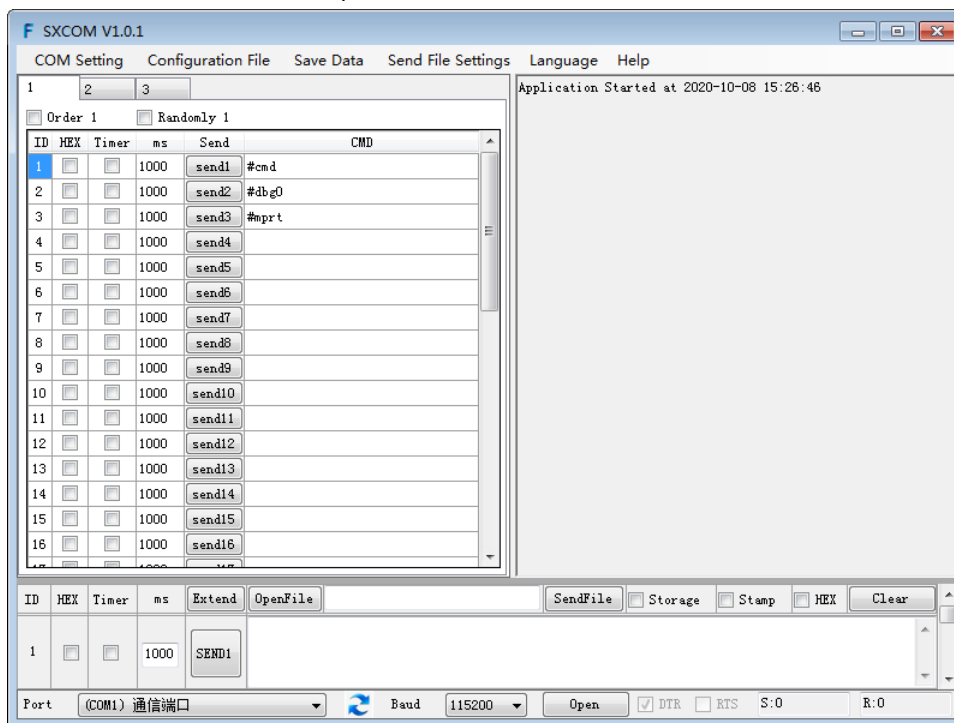 F SXCOM V1.0.1
COM Setting Configuration File Save Data Send File Settings Language Help
1 2 3
Application Started at 2020-10-08 15:26:46
Order 1 Randomly 1
ID HEX Timer ms Send CMD
1 1000 send1 #cmd
2 1000 send2 #dbg0
3 1000 send3 #mprt
4 1000 send4
5 1000 send5
6 1000 send6
7 1000 send7
8 1000 send8
9 1000 send9
10 1000 send10
11 1000 send11
12 1000 send12
13 1000 send13
14 1000 send14
15 1000 send15
16 1000 send16
ID HEX Timer ms Extend OpenFile SendFile Storage Stamp HEX Clear
1 1000 SEND1
Port (COM1) 通信端口 Baud 115200 Open DTR RTS S:0 R:0